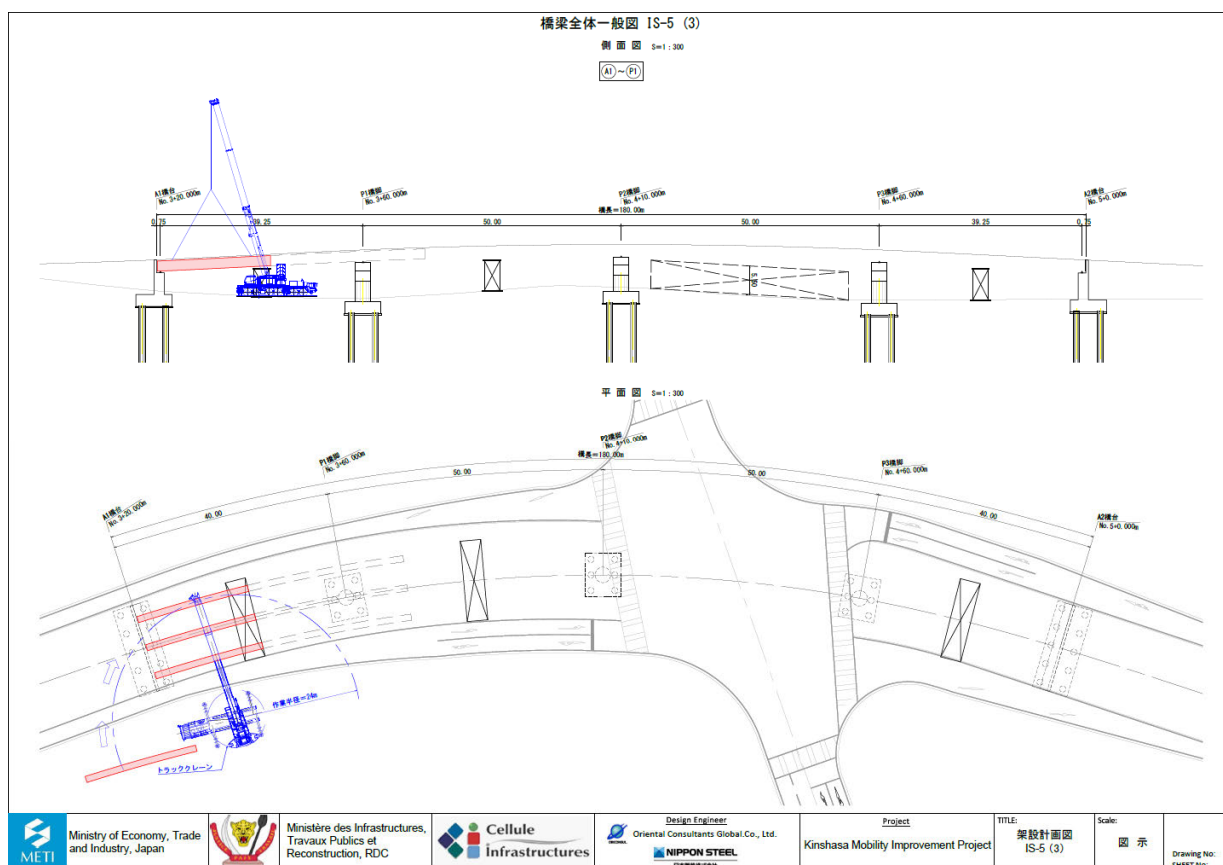 橋梁全体一般図 IS-5 (3)
側 面 図 S=1:300
A1~P1
A1橋台
No.3+20.000m
P1橋脚
No.3+60.000m
P2橋脚
No.4+10.000m
P3橋脚
No.4+60.000m
A2橋台
No.5+0.000m
橋長=180.00m
0.75
39.25
50.00
50.00
39.25
0.75
平 面 図 S=1:300
A1橋台
No.3+20.000m
P1橋脚
No.3+60.000m
P2橋脚
No.4+10.000m
橋長=180.00m
P3橋脚
No.4+60.000m
A2橋台
No.5+0.000m
40.00
50.00
50.00
40.00
作業半径=24m
トラッククレーン
METI
Ministry of Economy, Trade
and Industry, Japan
Ministère des Infrastructures,
Travaux Publics et
Reconstruction, RDC
Cellule
Infrastructures
Design Engineer
Oriental Consultants Global.Co., Ltd.
NIPPON STEEL
Project
Kinshasa Mobility Improvement Project
TITLE:
架設計画図
IS-5 (3)
Scale:
図 示
Drawing No: